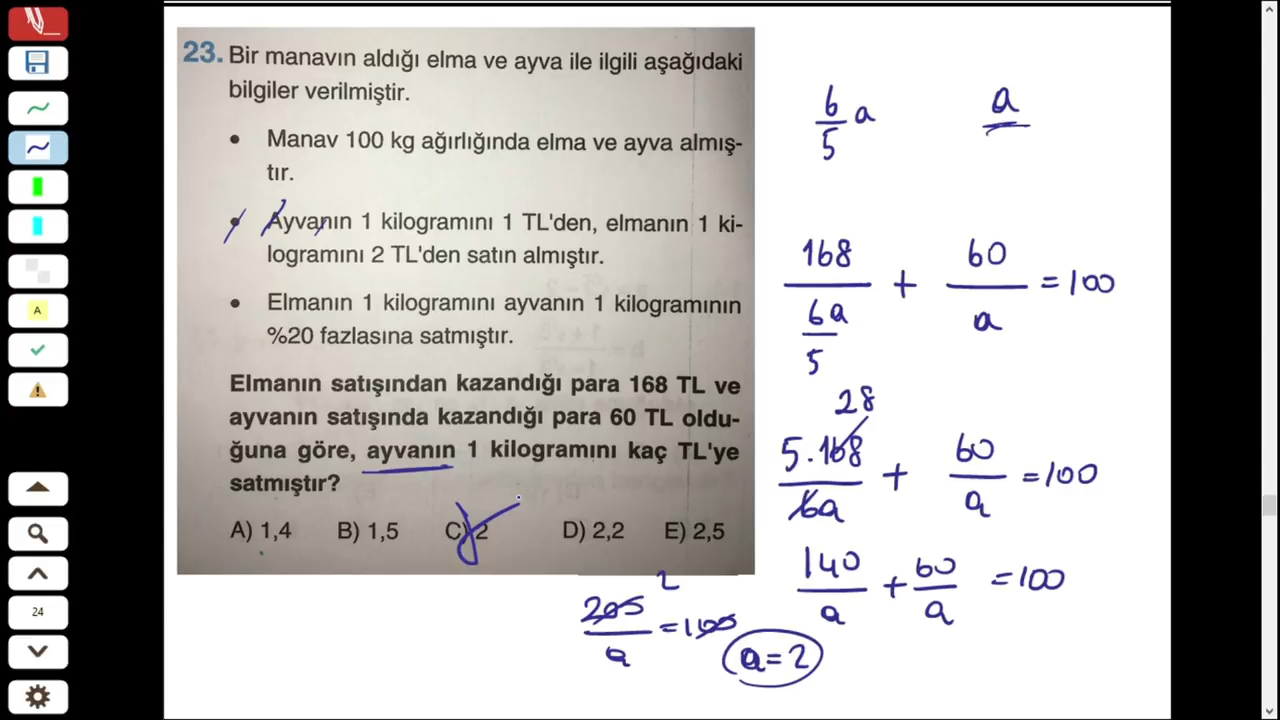 23. Bir manavın aldığı elma ve ayva ile ilgili aşağıdaki
bilgiler verilmiştir.
• Manav 100 kg ağırlığında elma ve ayva almış-
tır.
• Ayvanın 1 kilogramını 1 TL'den, elmanın 1 ki-
logramını 2 TL'den satın almıştır.
• Elmanın 1 kilogramını ayvanın 1 kilogramının
%20 fazlasına satmıştır.
Elmanın satışından kazandığı para 168 TL ve
ayvanın satışında kazandığı para 60 TL oldu-
ğuna göre, ayvanın 1 kilogramını kaç TL'ye
satmıştır?
A) 1,4 B) 1,5 C) 2 D) 2,2 E) 2,5
6/5 a a
168/(6a/5) + 60/a = 100
28
5.168/6a + 60/a = 100
140/a + 60/a = 100
2
200/a = 100
a = 2
A
24